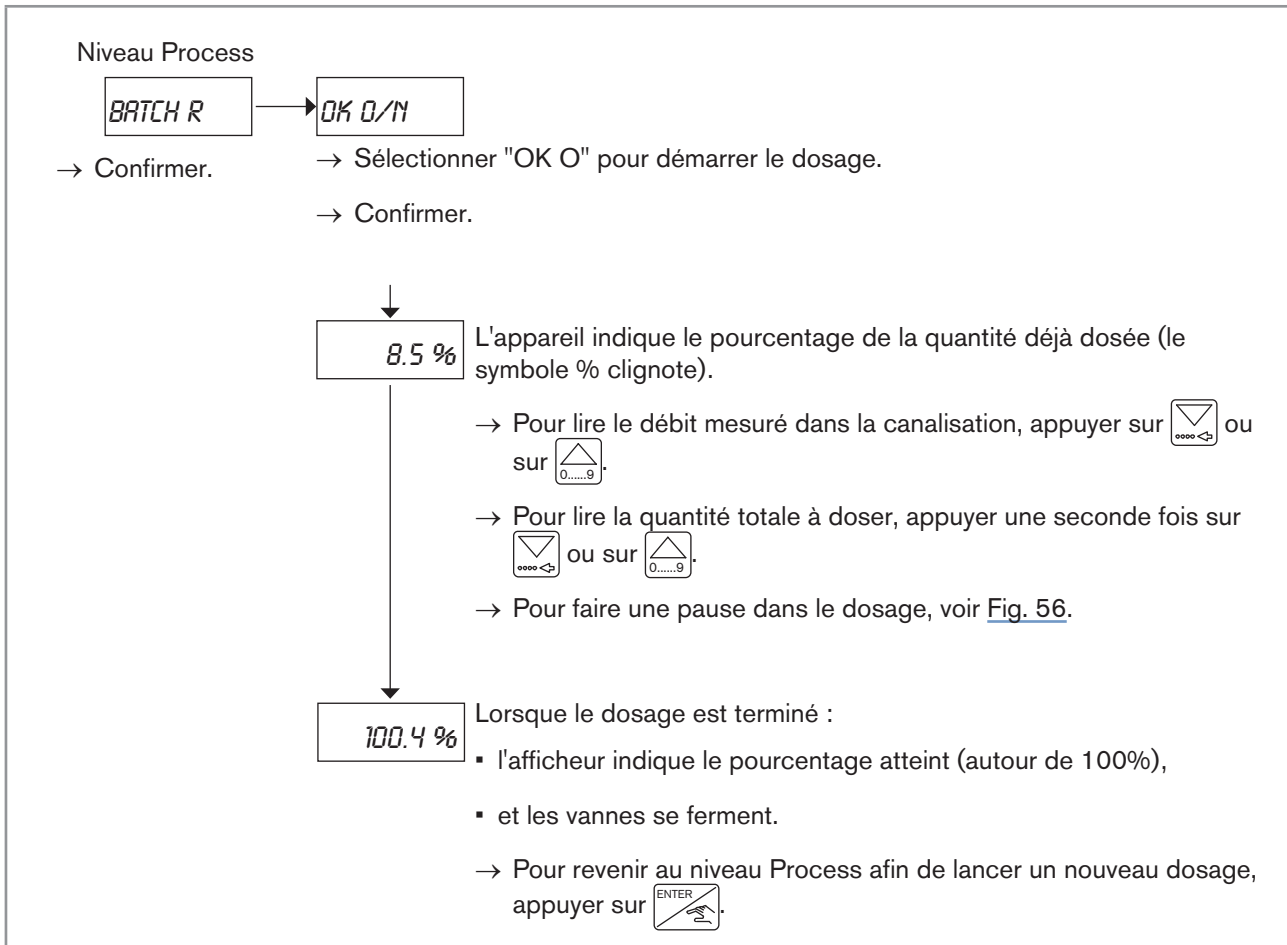 Niveau Process
BATCH R
OK O/N
→ Confirmer.
→ Sélectionner "OK O" pour démarrer le dosage.
→ Confirmer.
8.5 %
L'appareil indique le pourcentage de la quantité déjà dosée (le
symbole % clignote).
→ Pour lire le débit mesuré dans la canalisation, appuyer sur ou
sur 0......9.
→ Pour lire la quantité totale à doser, appuyer une seconde fois sur
ou sur 0......9.
→ Pour faire une pause dans le dosage, voir Fig. 56.
100.4 %
Lorsque le dosage est terminé :
▪ l'afficheur indique le pourcentage atteint (autour de 100%),
▪ et les vannes se ferment.
→ Pour revenir au niveau Process afin de lancer un nouveau dosage,
appuyer sur ENTER.